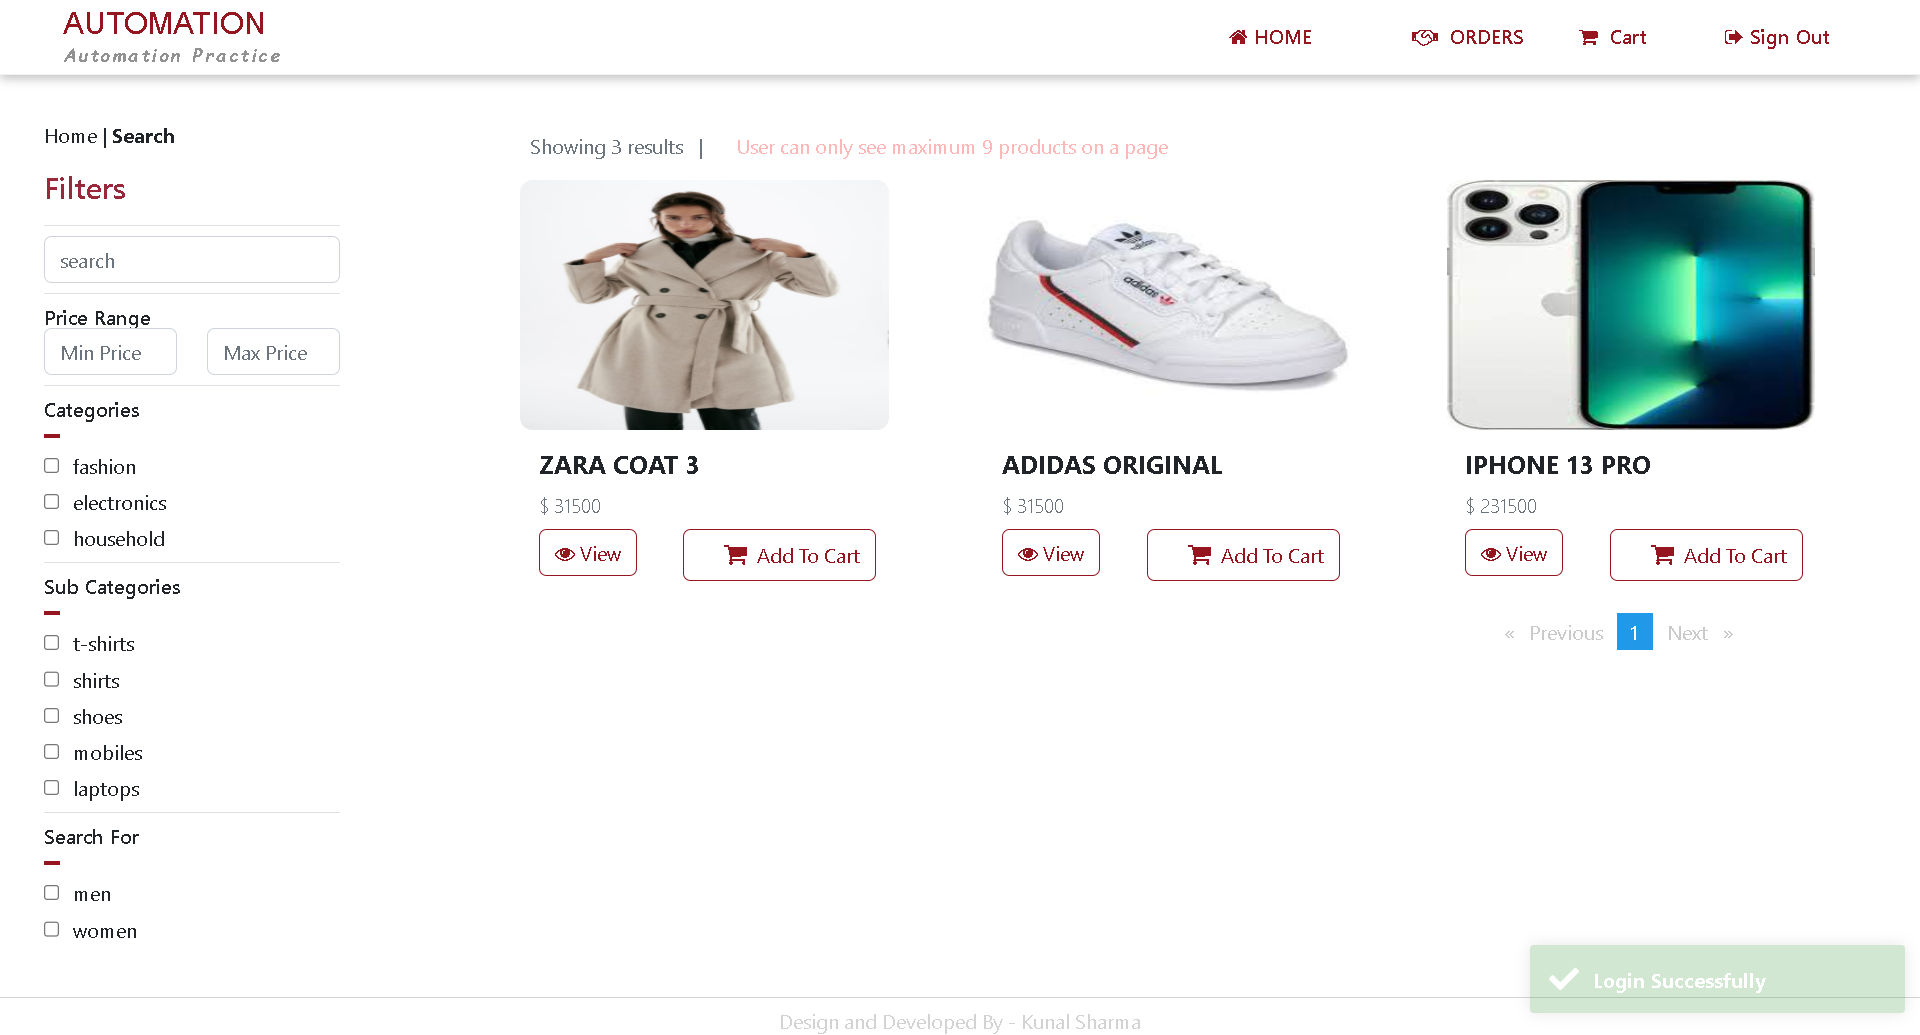 AUTOMATION
Automation Practice
HOME
ORDERS
Cart
Sign Out
Home | Search
Filters
search
Price Range
Min Price
Max Price
Categories
fashion
electronics
household
Sub Categories
t-shirts
shirts
shoes
mobiles
laptops
Search For
men
women
Showing 3 results |
User can only see maximum 9 products on a page
adidas
adidas
ZARA COAT 3
$ 31500
View
Add To Cart
ADIDAS ORIGINAL
$ 31500
View
Add To Cart
IPHONE 13 PRO
$ 231500
View
Add To Cart
« Previous
1
Next »
Login Successfully
Design and Developed By - Kunal Sharma